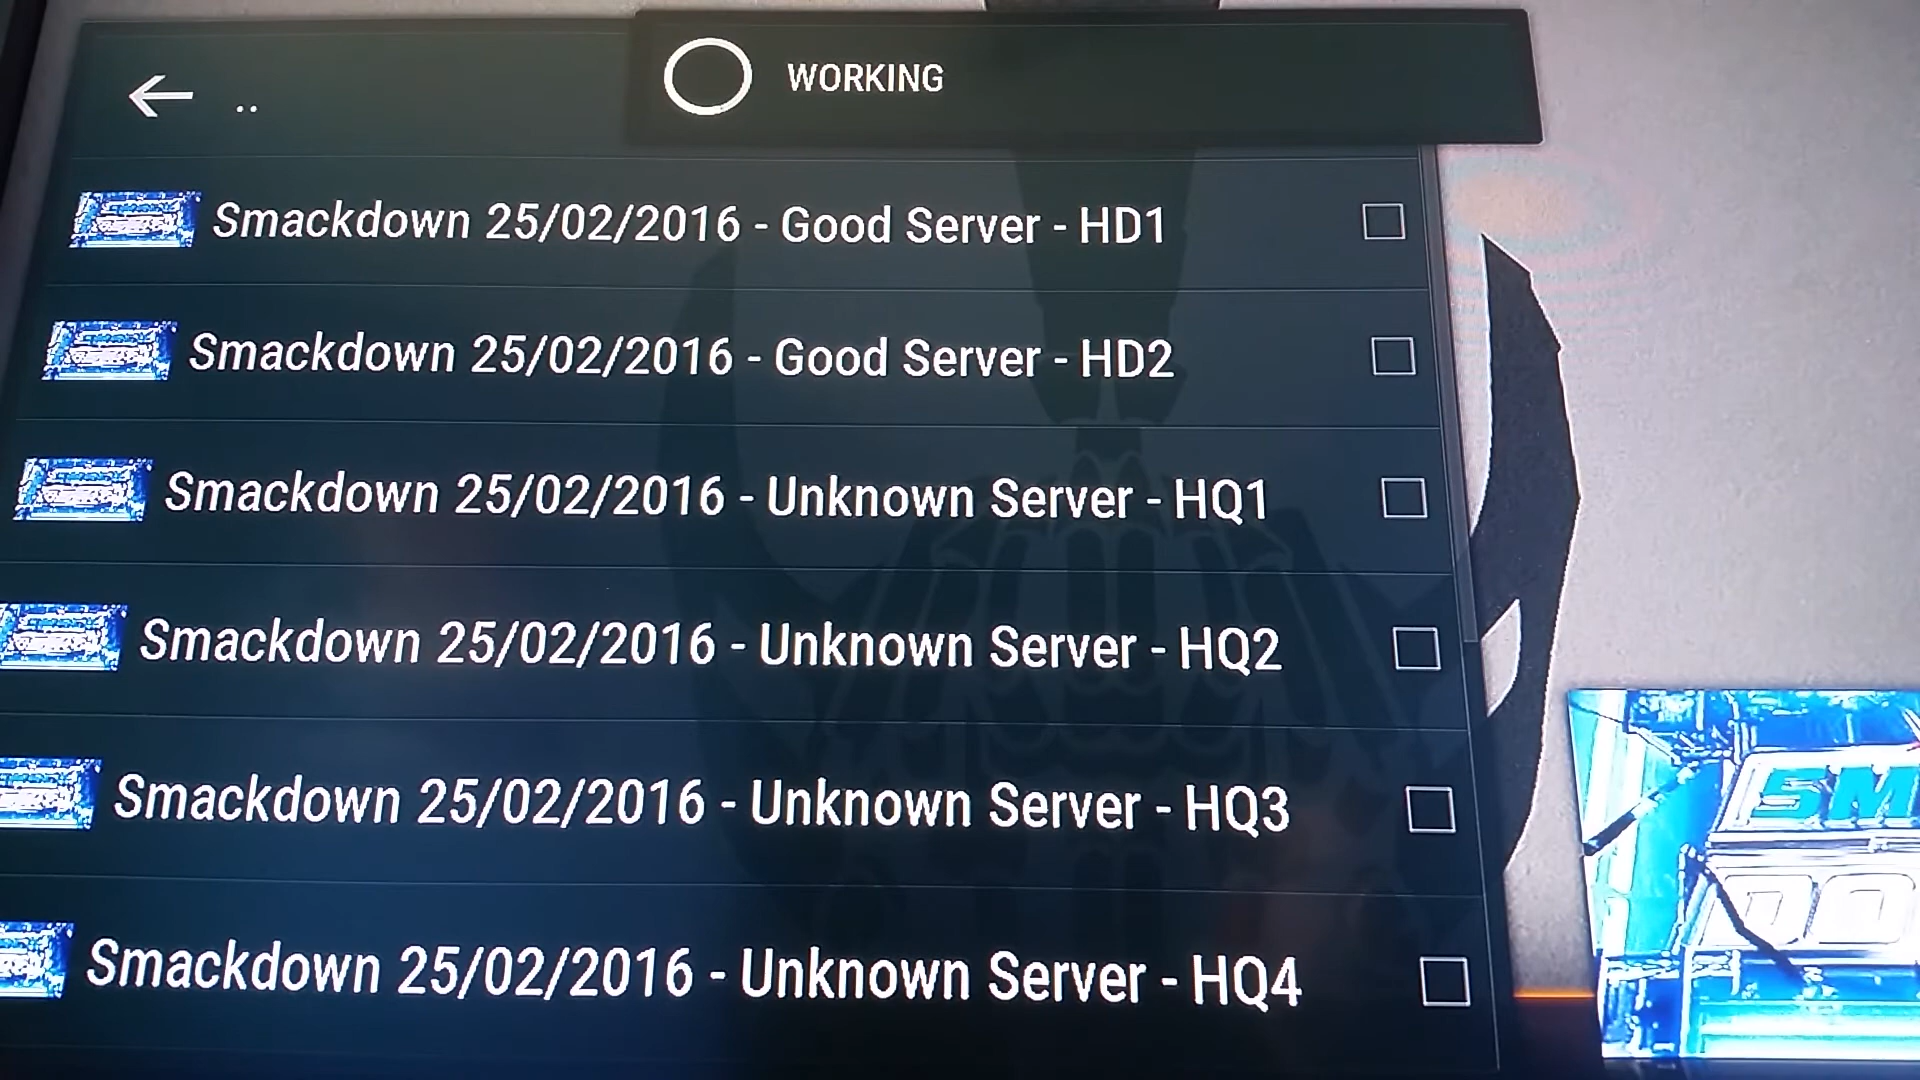 WORKING
..
Smackdown 25/02/2016 - Good Server - HD1
Smackdown 25/02/2016 - Good Server - HD2
Smackdown 25/02/2016 - Unknown Server - HQ1
Smackdown 25/02/2016 - Unknown Server - HQ2
Smackdown 25/02/2016 - Unknown Server - HQ3
Smackdown 25/02/2016 - Unknown Server - HQ4
SM
DO